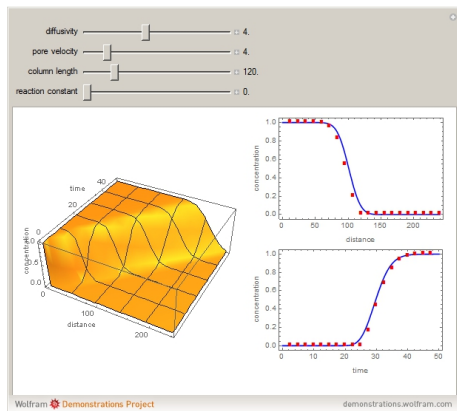 diffusivity 4.
pore velocity 4.
column length 120.
reaction constant 0.
1.0
0.8
0.6
0.4
0.2
0.0
0 50 100 150 200
concentration
distance
time
40
20
0
1.0
0.5
0.0
concentration
0
100
200
distance
1.0
0.8
0.6
0.4
0.2
0.0
0 10 20 30 40 50
concentration
time
Wolfram Demonstrations Project demonstrations.wolfram.com